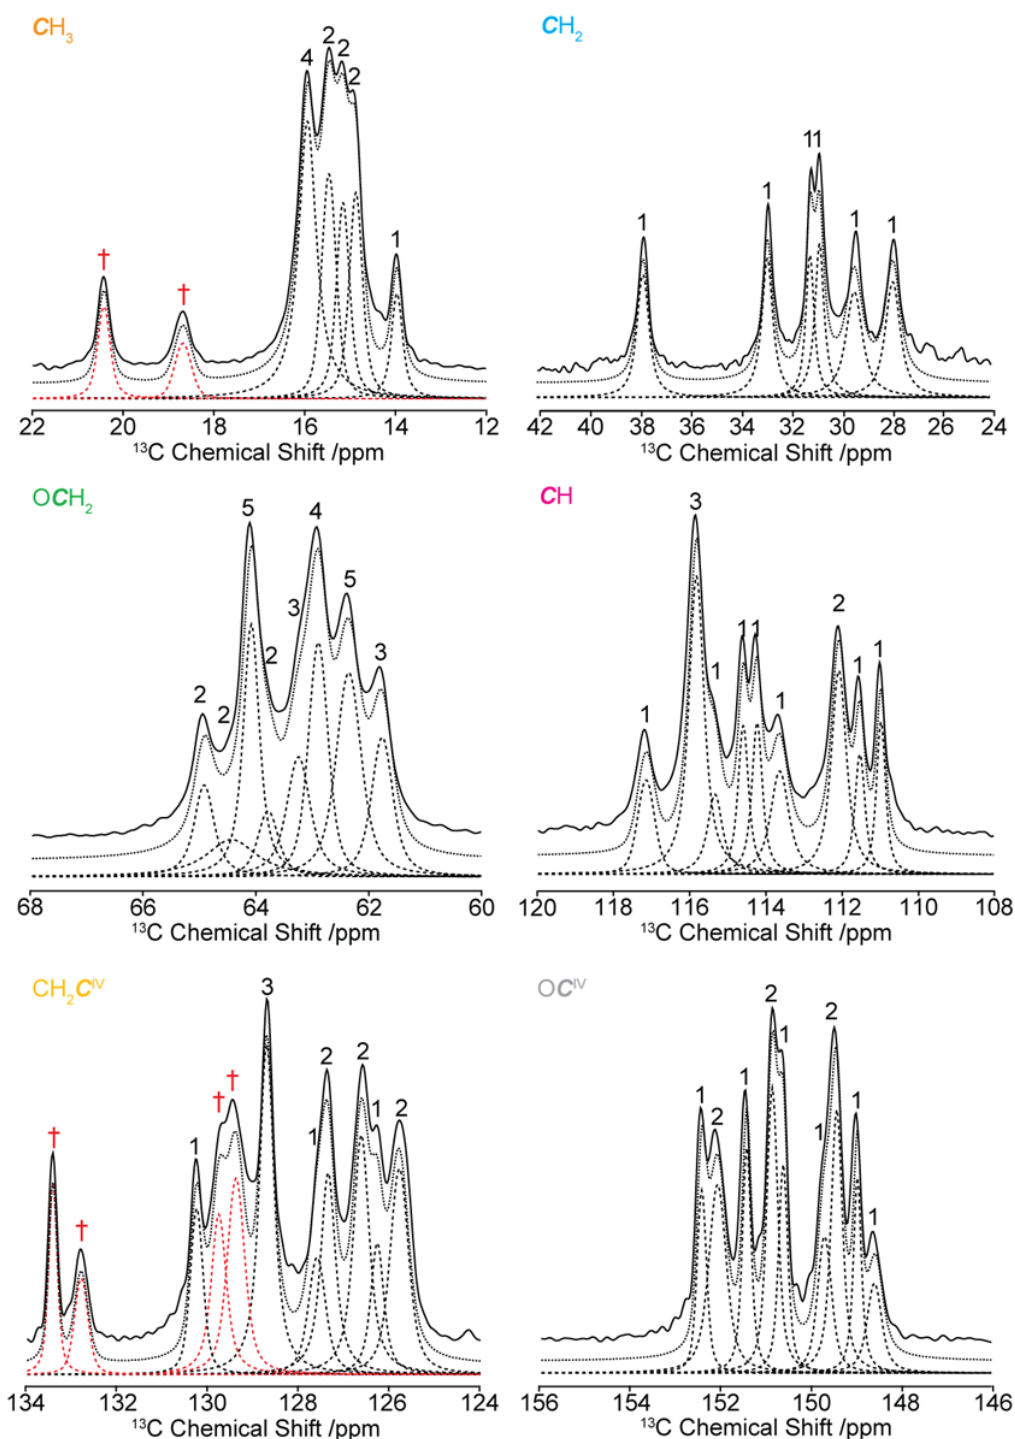 CH3
4 2 2 2 1
† †
22 20 18 16 14 12
13C Chemical Shift /ppm
CH2
1 1 1 1 1 1
42 40 38 36 34 32 30 28 26 24
13C Chemical Shift /ppm
OCH2
2 2 5 2 3 4 5 3
68 66 64 62 60
13C Chemical Shift /ppm
CH
1 3 1 1 1 1 2 1 1
120 118 116 114 112 110 108
13C Chemical Shift /ppm
CH2CIV
† † 1 † † 3 1 2 2 1 2
134 132 130 128 126 124
13C Chemical Shift /ppm
OCIV
1 2 1 2 1 1 2 1 1
156 154 152 150 148 146
13C Chemical Shift /ppm